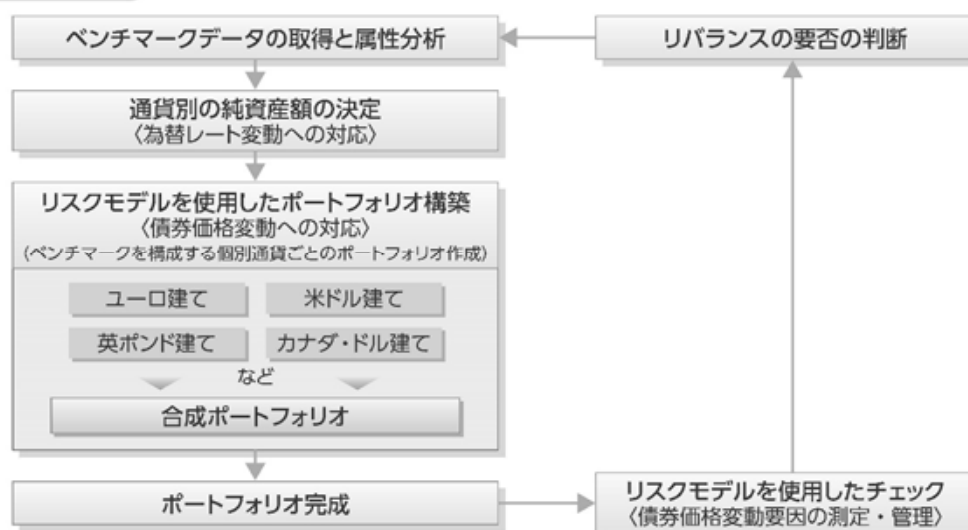 ベンチマークデータの取得と属性分析
リバランスの要否の判断
通貨別の純資産額の決定
〈為替レート変動への対応〉
リスクモデルを使用したポートフォリオ構築
〈債券価格変動への対応〉
(ベンチマークを構成する個別通貨ごとのポートフォリオ作成)
ユーロ建て
米ドル建て
英ポンド建て
カナダ・ドル建て
など
合成ポートフォリオ
ポートフォリオ完成
リスクモデルを使用したチェック
〈債券価格変動要因の測定・管理〉